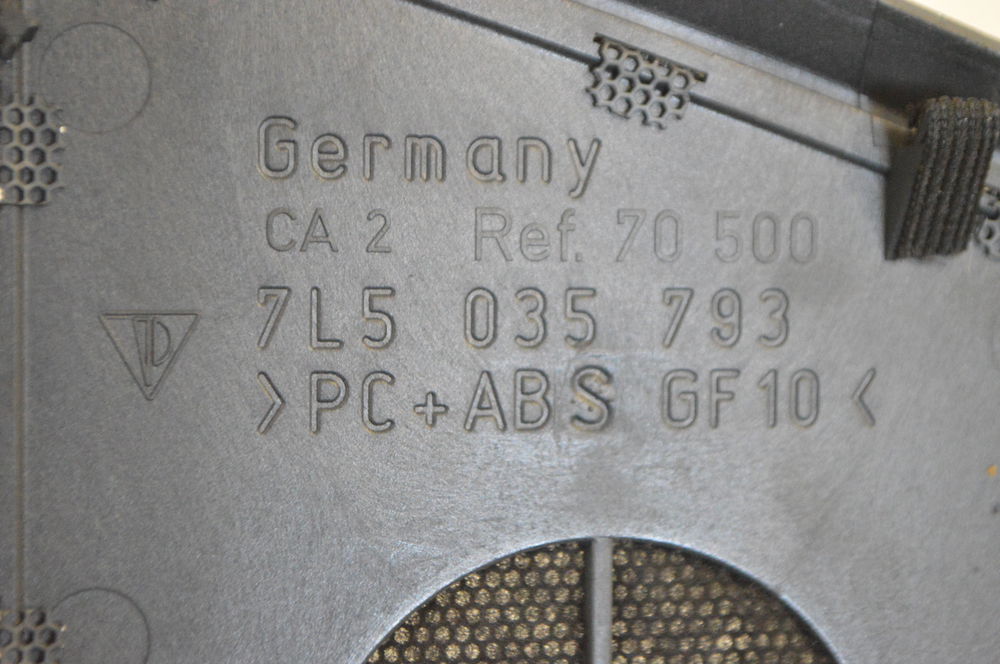 Germany
CA 2 Ref. 70 500
7L5 035 793
>PC+ABS GF10<